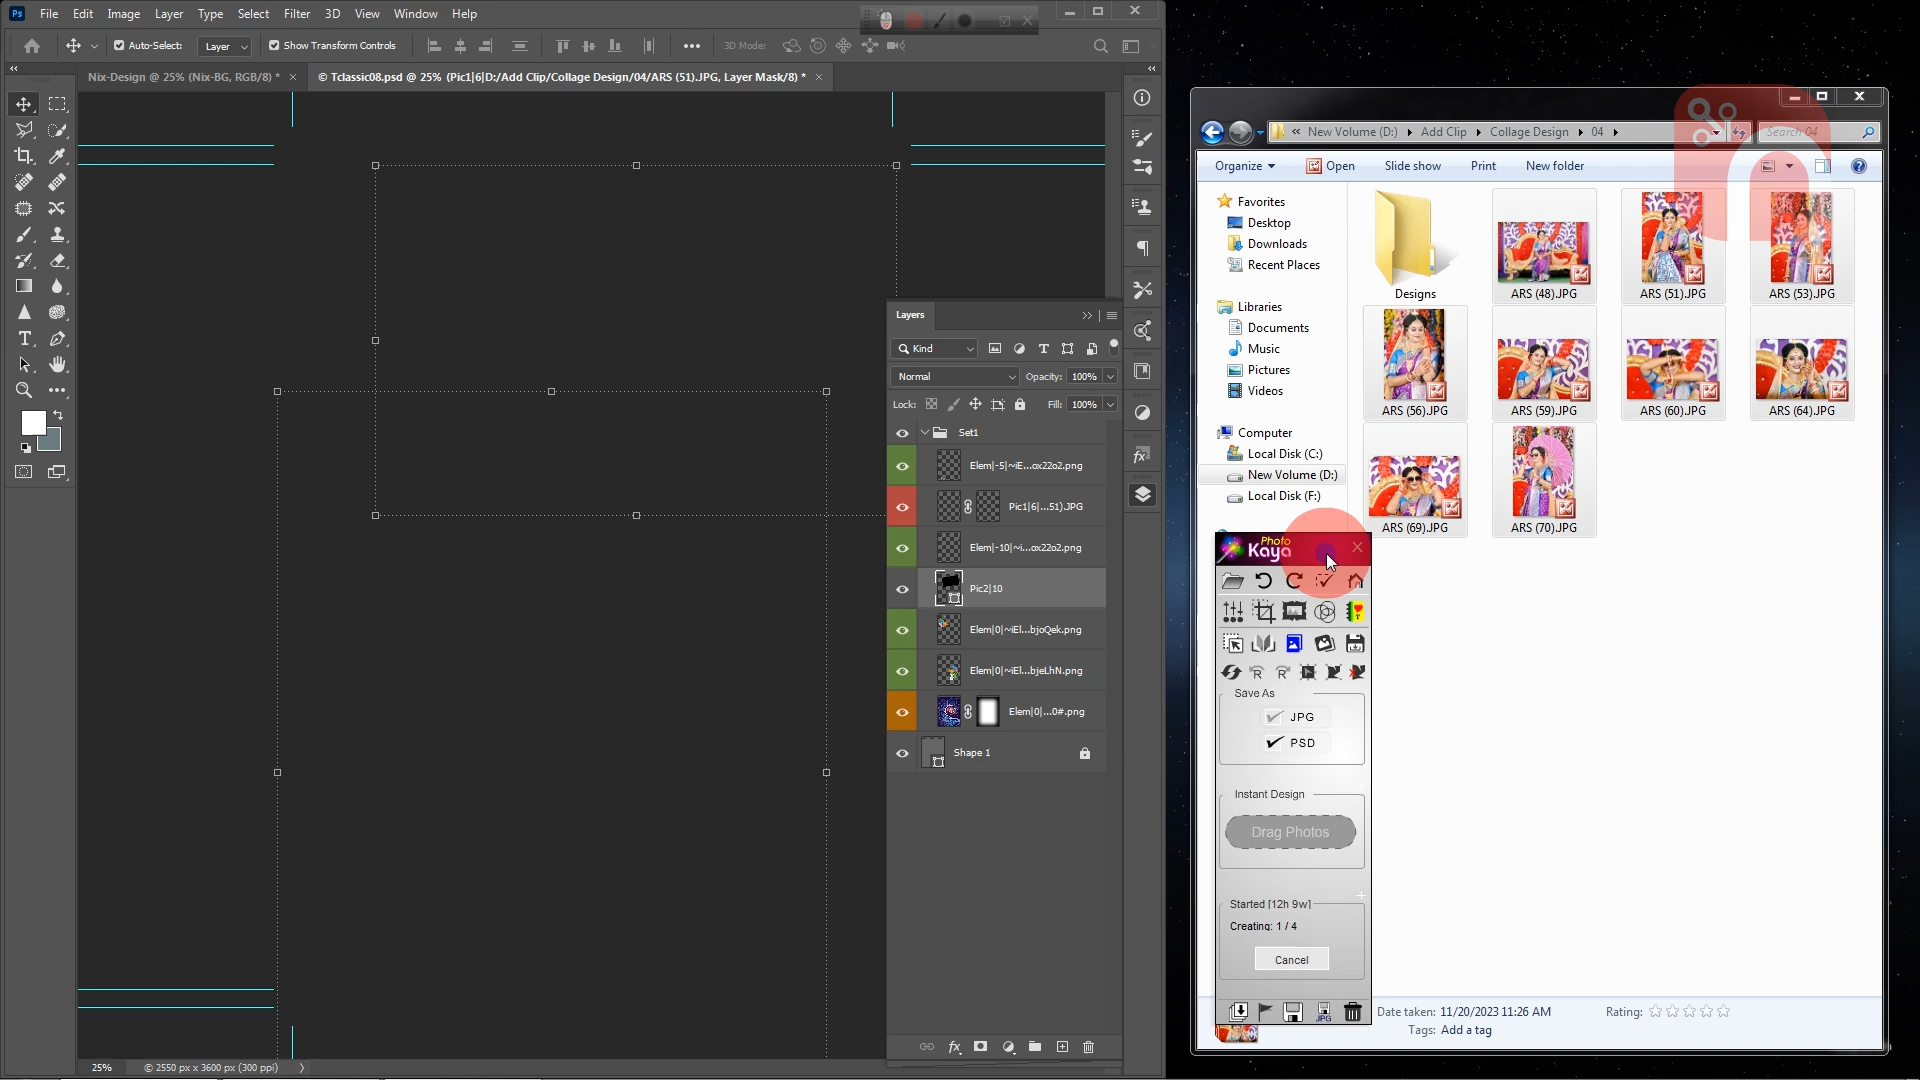 Ps File Edit Image Layer Type Select Filter 3D View Window Help
Auto-Select: Layer Show Transform Controls 3D Mode:
Nix-Design @ 25% (Nix-BG, RGB/8) * ×
© Tclassic08.psd @ 25% (Pic1|6|D:/Add Clip/Collage Design/04/ARS (51).JPG, Layer Mask/8) * ×
Layers
Kind
Normal Opacity: 100%
Lock: Fill: 100%
Set1
Elem|-5|~iE...ox22o2.png
Pic1|6|...51).JPG
Elem|-10|~i...ox22o2.png
Pic2|10
Elem|0|~iEl...bjoQek.png
Elem|0|~iEl...bjeLhN.png
Elem|0|...0#.png
Shape 1
25% © 2550 px x 3600 px (300 ppi)
« New Volume (D:) Add Clip Collage Design 04 Search 04
Organize Open Slide show Print New folder
Favorites
Desktop
Downloads
Recent Places
Libraries
Documents
Music
Pictures
Videos
Computer
Local Disk (C:)
New Volume (D:)
Local Disk (F:)
Designs ARS (48).JPG ARS (51).JPG ARS (53).JPG
ARS (56).JPG ARS (59).JPG ARS (60).JPG ARS (64).JPG
ARS (69).JPG ARS (70).JPG
Photo
Kaya
Save As
JPG
PSD
Instant Design
Drag Photos
Started [12h 9w]
Creating: 1 / 4
Cancel
JPG
Date taken: 11/20/2023 11:26 AM Rating:
Tags: Add a tag